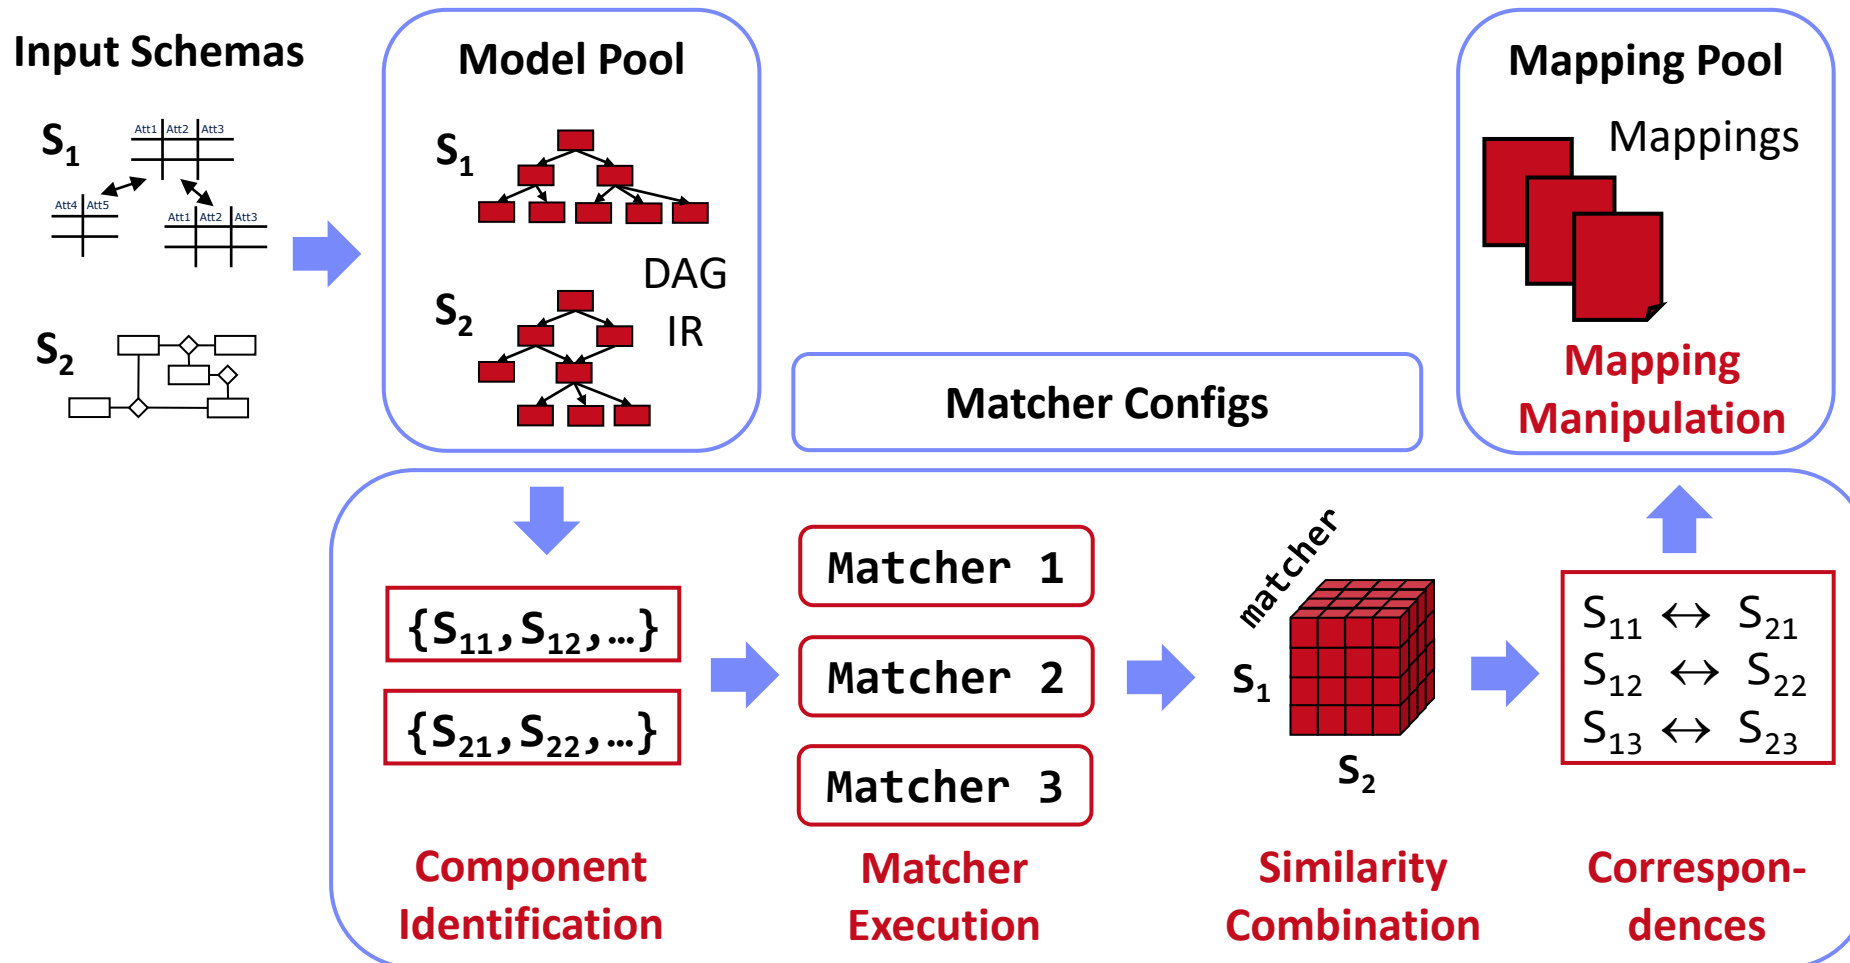 Input Schemas
S1
Att1 Att2 Att3
Att4 Att5
Att1 Att2 Att3
S2
Model Pool
S1
DAG
S2
IR
Matcher Configs
Mapping Pool
Mappings
Mapping
Manipulation
{S11,S12,…}
{S21,S22,…}
Component
Identification
Matcher 1
Matcher 2
Matcher 3
Matcher
Execution
matcher
S1
S2
Similarity
Combination
S11 ↔ S21
S12 ↔ S22
S13 ↔ S23
Correspon-
dences